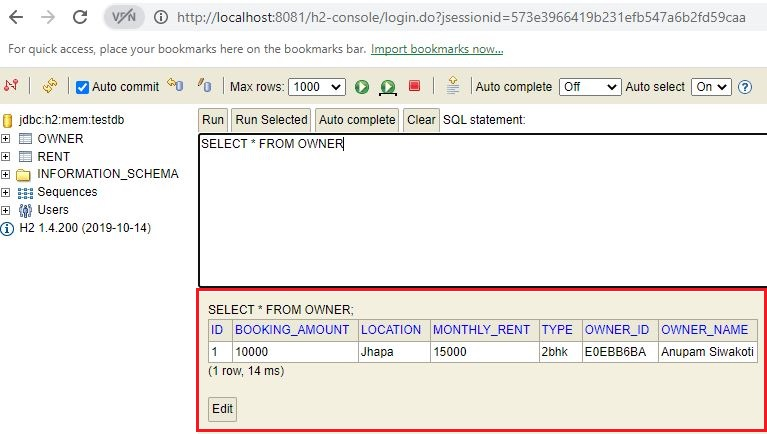 VPN http://localhost:8081/h2-console/login.do?jsessionid=573e3966419b231efb547a6b2fd59caa
For quick access, place your bookmarks here on the bookmarks bar. Import bookmarks now...
Auto commit Max rows: 1000 Auto complete Off Auto select On ?
jdbc:h2:mem:testdb
OWNER
RENT
INFORMATION_SCHEMA
Sequences
Users
H2 1.4.200 (2019-10-14)
Run Run Selected Auto complete Clear SQL statement:
SELECT * FROM OWNER
SELECT * FROM OWNER;
ID BOOKING_AMOUNT LOCATION MONTHLY_RENT TYPE OWNER_ID OWNER_NAME
1 10000 Jhapa 15000 2bhk E0EBB6BA Anupam Siwakoti
(1 row, 14 ms)
Edit